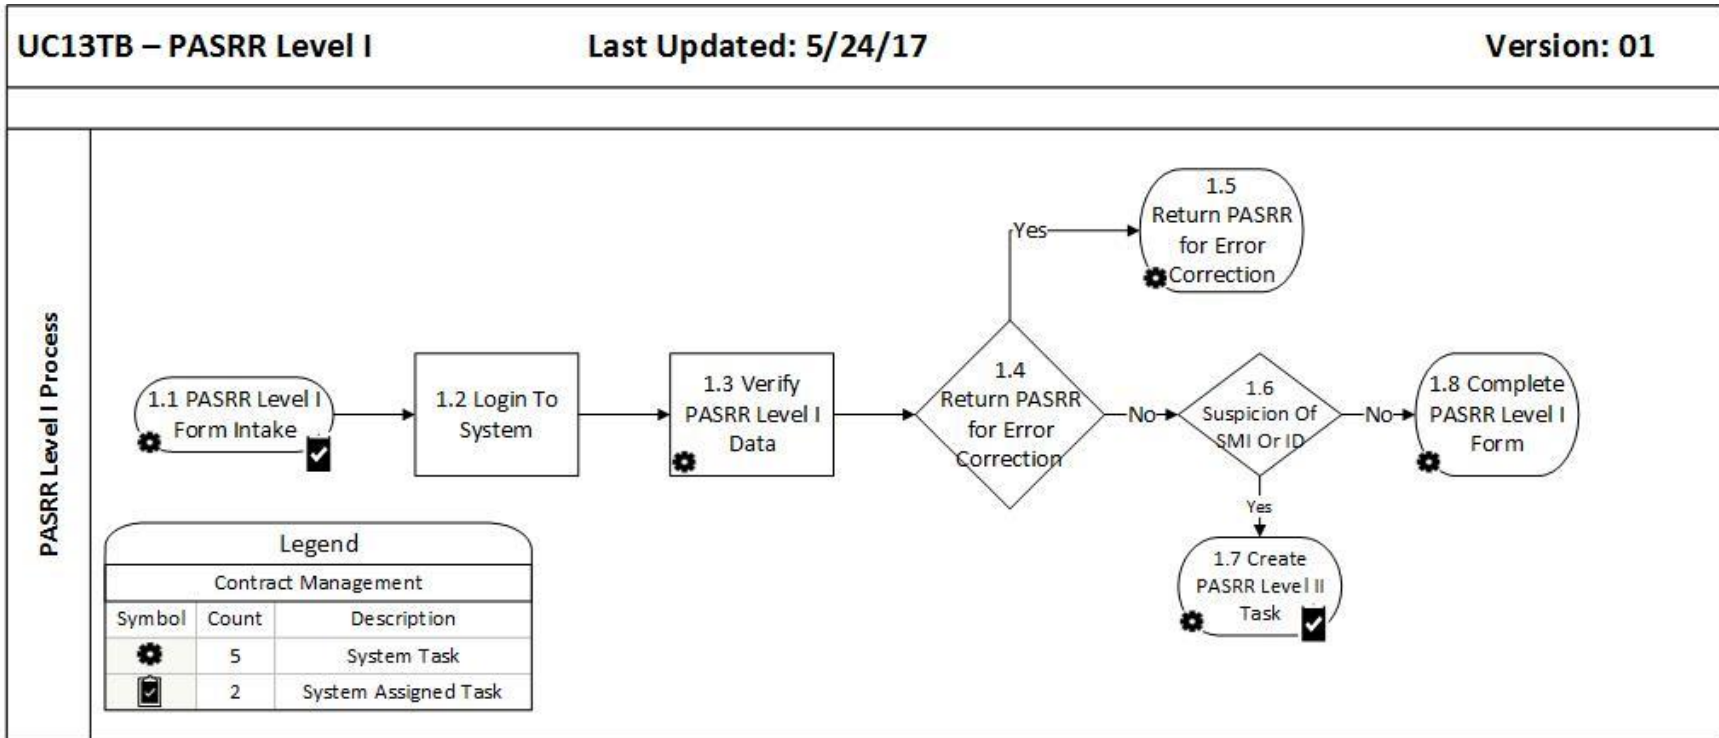 UC13TB – PASRR Level I Last Updated: 5/24/17 Version: 01
PASRR Level I Process
1.1 PASRR Level I
Form Intake
1.2 Login To
System
1.3 Verify
PASRR Level I
Data
1.4
Return PASRR
for Error
Correction
Yes
1.5
Return PASRR
for Error
Correction
No
1.6
Suspicion Of
SMI Or ID
No
1.8 Complete
PASRR Level I
Form
Yes
1.7 Create
PASRR Level II
Task
Legend
Contract Management
Symbol Count Description
5 System Task
2 System Assigned Task